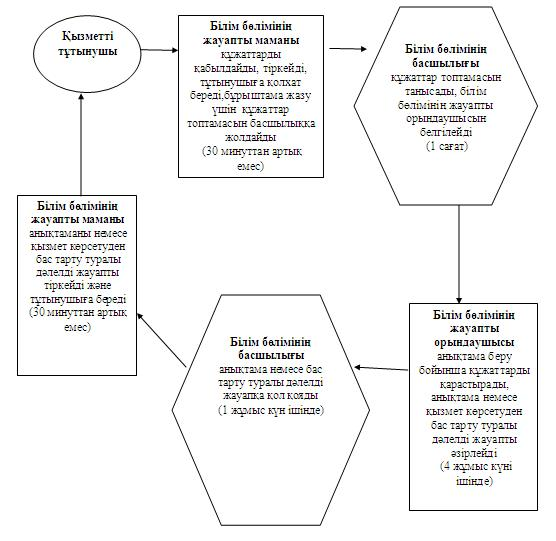 Қызметті
тұтынушы
Білім бөлімінің
жауапты маманы
құжаттарды
қабылдайды, тіркейді,
тұтынушыға қолхат
береді,бұрыштама жазу
үшін құжаттар
топтамасын басшылыққа
жолдайды
(30 минуттан артық
емес)
Білім бөлімінің
басшылығы
құжаттар топтамасын
танысады, білім
бөлімінің жауапты
орындаушысын
белгілейді
(1 сағат)
Білім бөлімінің
жауапты
орындаушысы
анықтама беру
бойынша құжаттарды
қарастырады,
анықтама немесе
қызмет көрсетуден
бас тарту туралы
дәлелді жауапты
әзірлейді
(4 жұмыс күні
ішінде)
Білім бөлімінің
басшылығы
анықтама немесе бас
тарту туралы дәлелді
жауапқа қол қояды
(1 жұмыс күн ішінде)
Білім бөлімінің
жауапты маманы
анықтаманы немесе
қызмет көрсетуден
бас тарту туралы
дәлелді жауапты
тіркейді және
тұтынушыға береді
(30 минуттан артық
емес)